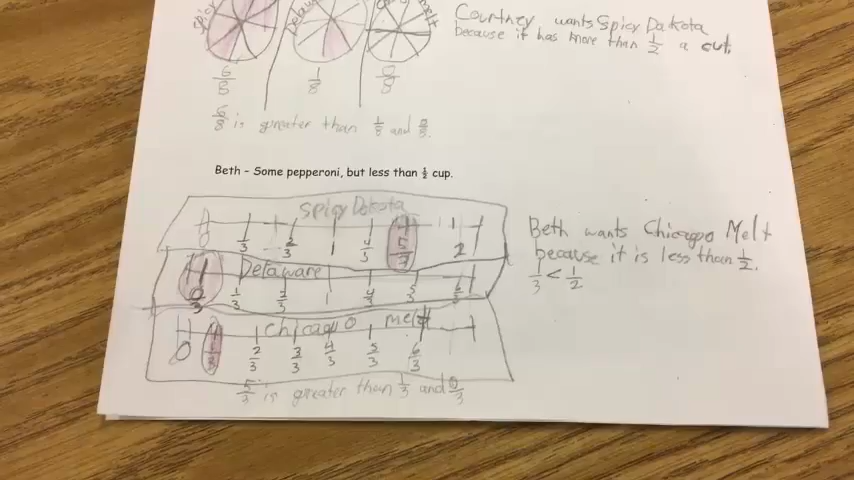 Spicy
Courtney wants Spicy Dakota
because it has more than 1/2 a cup.
6/8 1/8 0/8
6/8 is greater than 1/8 and 0/8.
Beth - Some pepperoni, but less than ½ cup.
Spicy Dakota
0 1/3 2/3 1 4/3 5/3 2
Delaware
0/3 1/3 2/3 1 4/3 5/3 6/3
Chicago melt
0 1/3 2/3 3/3 4/3 5/3 6/3
5/3 is greater than 1/3 and 0/3
Beth wants Chicago Melt
because it is less than 1/2.
1/3 < 1/2